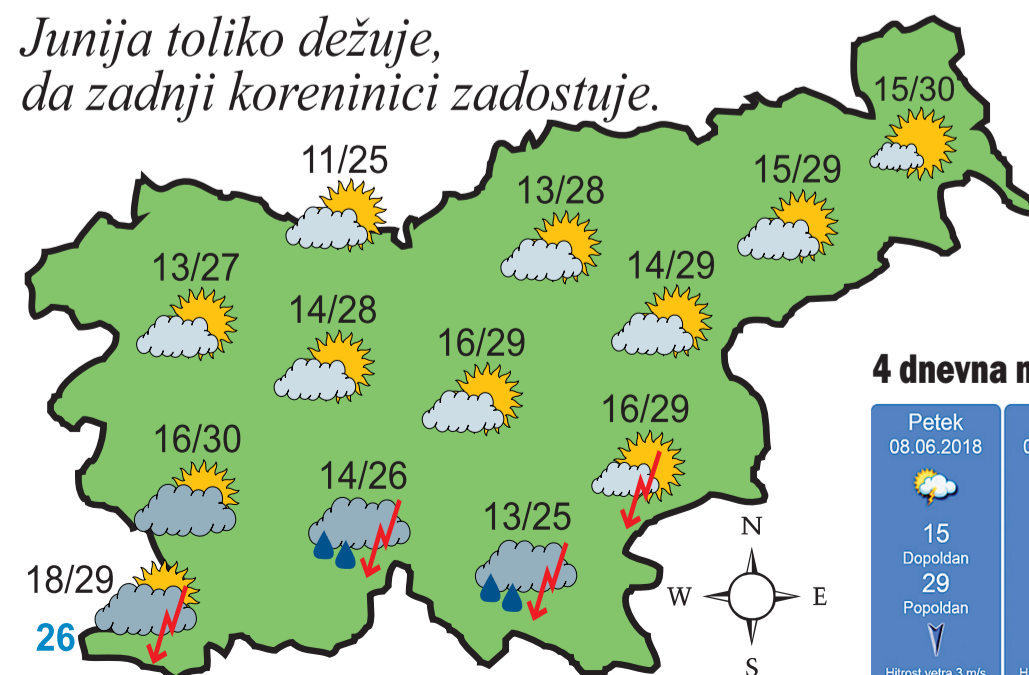 Junija toliko dežuje,
da zadnji koreninici zadostuje.
15/30
11/25
15/29
13/28
13/27
14/29
14/28
16/29
16/29
16/30
14/26
13/25
18/29
26
N
W
E
S
4 dnevna
Petek
08.06.2018
15
Dopoldan
29
Popoldan
Hitrost vetra 3 m/s